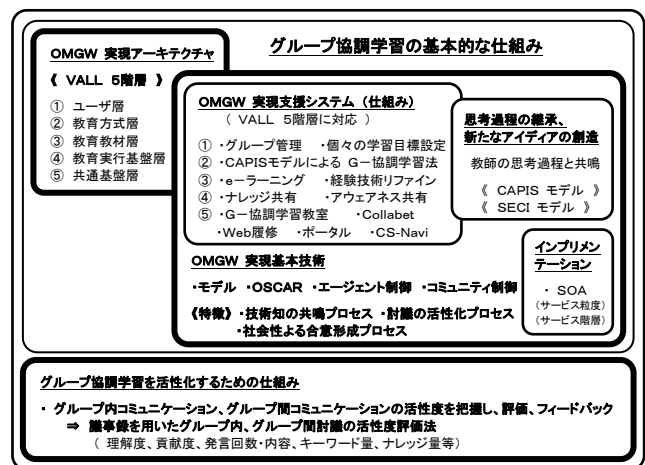 グループ協調学習の基本的な仕組み
OMGW 実現アーキテクチャ
《 VALL 5階層 》
① ユーザ層
② 教育方式層
③ 教育教材層
④ 教育実行基盤層
⑤ 共通基盤層
OMGW 実現支援システム (仕組み)
( VALL 5階層に対応 )
① ・グループ管理 ・個々の学習目標設定
② ・CAPISモデルによる G-協調学習法
③ ・e-ラーニング ・経験技術リファイン
④ ・ナレッジ共有 ・アウェアネス共有
⑤ ・G-協調学習教室 ・Collabet
・Web履修 ・ポータル ・CS-Navi
思考過程の継承、
新たなアイディアの創造
教師の思考過程と共鳴
《 CAPIS モデル 》
《 SECI モデル 》
OMGW 実現基本技術
・モデル ・OSCAR ・エージェント制御 ・コミュニティ制御
《特徴》 ・技術知の共鳴プロセス ・討議の活性化プロセス
・社会性よる合意形成プロセス
インプリメン
テーション
・ SOA
(サービス粒度)
(サービス階層)
グループ協調学習を活性化するための仕組み
・ グループ内コミュニケーション、グループ間コミュニケーションの活性度を把握し、評価、フィードバック
⇒ 議事録を用いたグループ内、グループ間討議の活性度評価法
( 理解度、貢献度、発言回数・内容、キーワード量、ナレッジ量等)